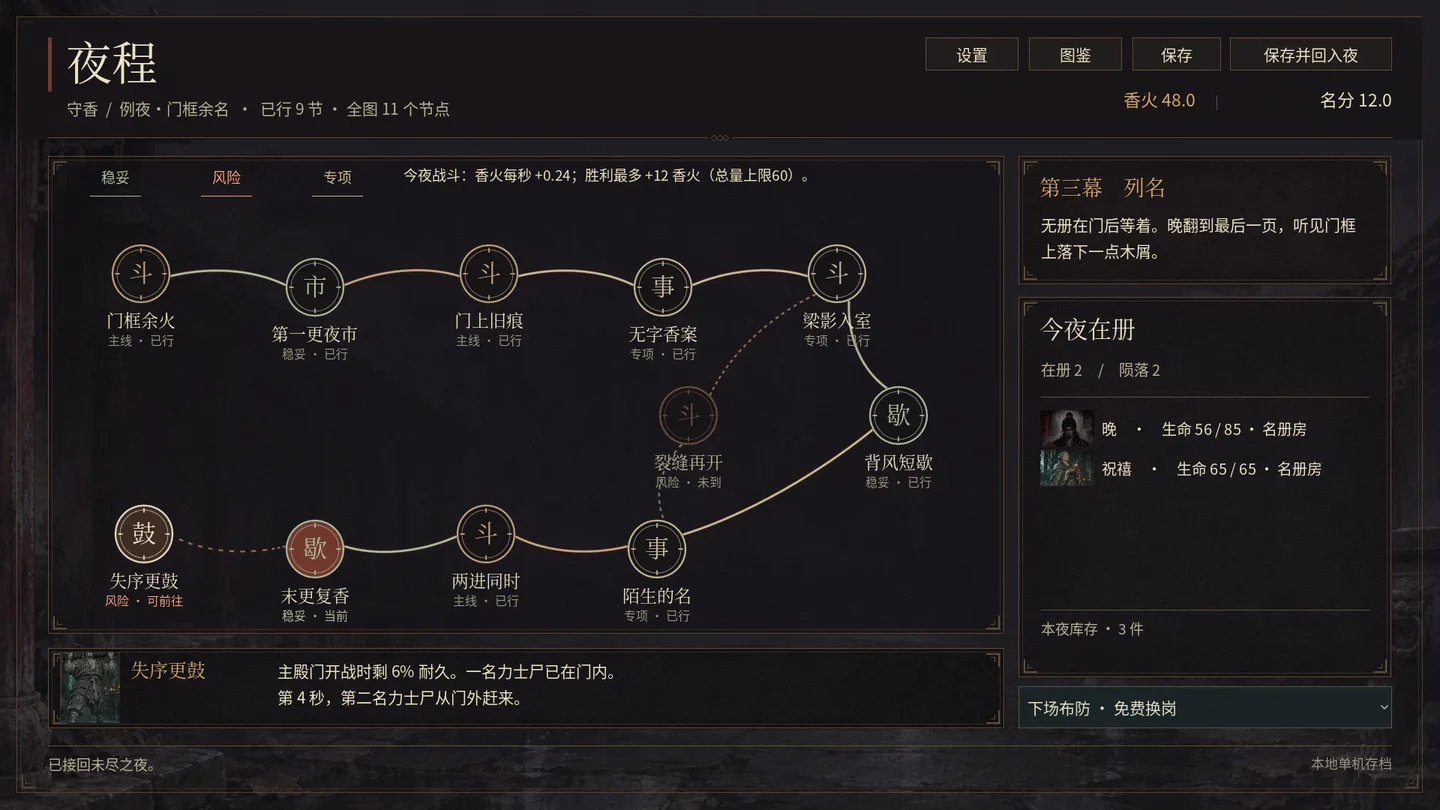 夜程
设置
图鉴
保存
保存并回入夜
守香 / 例夜·门框余名 · 已行 9 节 · 全图 11 个节点
香火 48.0
名分 12.0
稳妥
风险
专项
今夜战斗：香火每秒 +0.24；胜利最多 +12 香火（总量上限60）。
斗
门框余火
主线 · 已行
市
第一更夜市
稳妥 · 已行
斗
门上旧痕
主线 · 已行
事
无字香案
专项 · 已行
斗
梁影入室
专项 · 已行
斗
裂缝再开
风险 · 未到
歇
背风短歇
稳妥 · 已行
鼓
失序更鼓
风险 · 可前往
歇
末更复香
稳妥 · 当前
斗
两进同时
主线 · 已行
事
陌生的名
专项 · 已行
失序更鼓
主殿门开战时剩 6% 耐久。一名力士尸已在门内。
第 4 秒，第二名力士尸从门外赶来。
第三幕 列名
无册在门后等着。晚翻到最后一页，听见门框
上落下一点木屑。
今夜在册
在册 2 / 陨落 2
晚 · 生命 56 / 85 · 名册房
祝禧 · 生命 65 / 65 · 名册房
本夜库存 · 3 件
下场布防 · 免费换岗
已接回未尽之夜。
本地单机存档